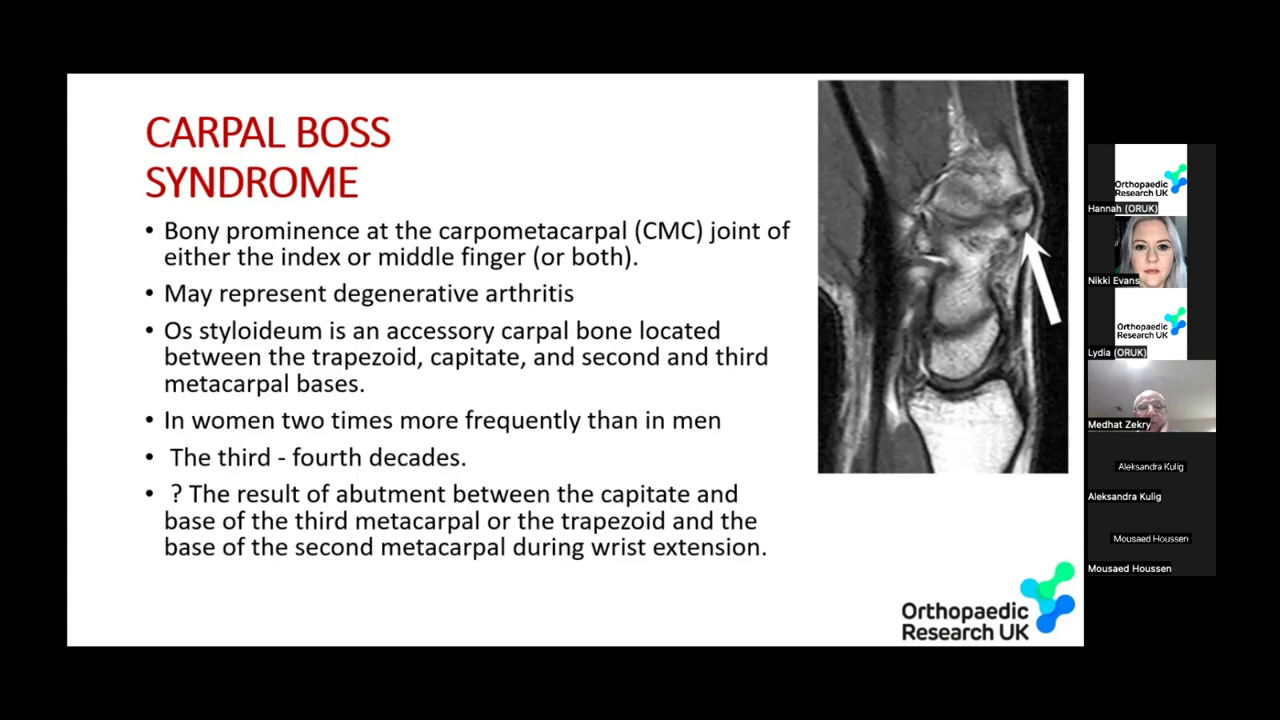 CARPAL BOSS
SYNDROME
• Bony prominence at the carpometacarpal (CMC) joint of
either the index or middle finger (or both).
• May represent degenerative arthritis
• Os styloideum is an accessory carpal bone located
between the trapezoid, capitate, and second and third
metacarpal bases.
• In women two times more frequently than in men
• The third - fourth decades.
• ? The result of abutment between the capitate and
base of the third metacarpal or the trapezoid and the
base of the second metacarpal during wrist extension.
Orthopaedic
Research UK
Orthopaedic
Research UK
Hannah (ORUK)
Nikki Evans
Orthopaedic
Research UK
Lydia (ORUK)
Medhat Zekry
Aleksandra Kulig
Aleksandra Kulig
Mousaed Houssen
Mousaed Houssen